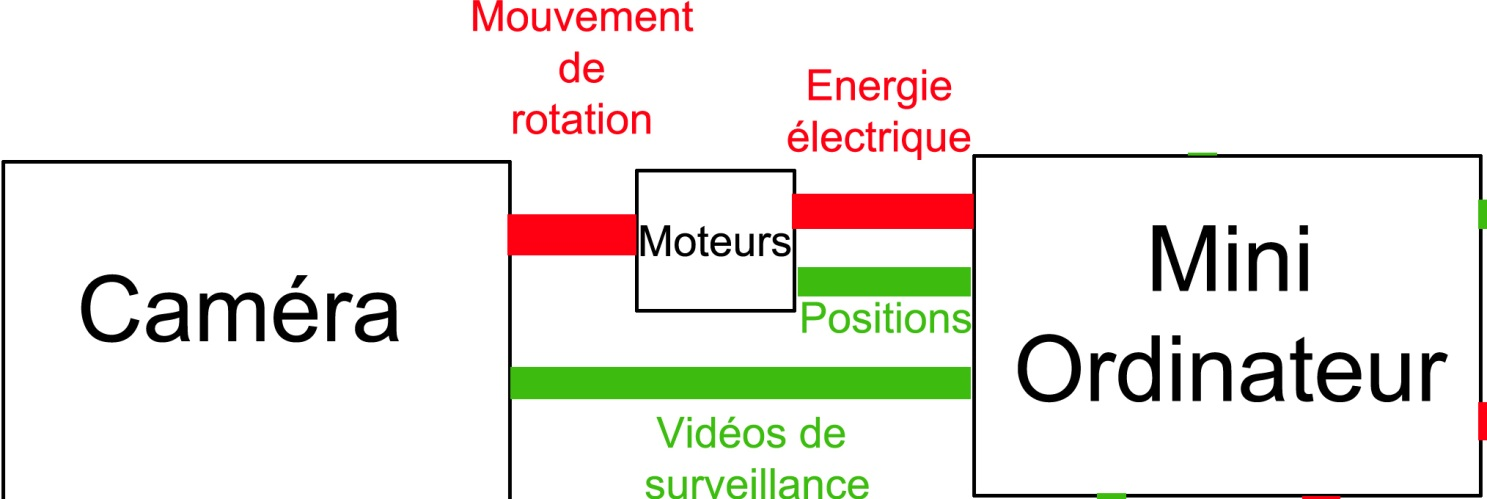 Mouvement
de
rotation
Energie
électrique
Caméra
Moteurs
Positions
Mini
Ordinateur
Vidéos de
surveillance